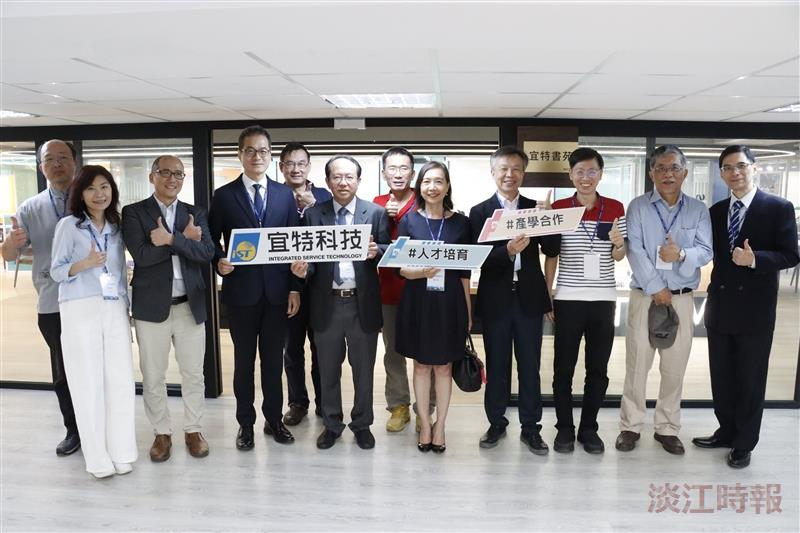 宜特書苑
iST
宜特科技
INTEGRATED SERVICE TECHNOLOGY
#人才培育
#產學合作
淡江時報